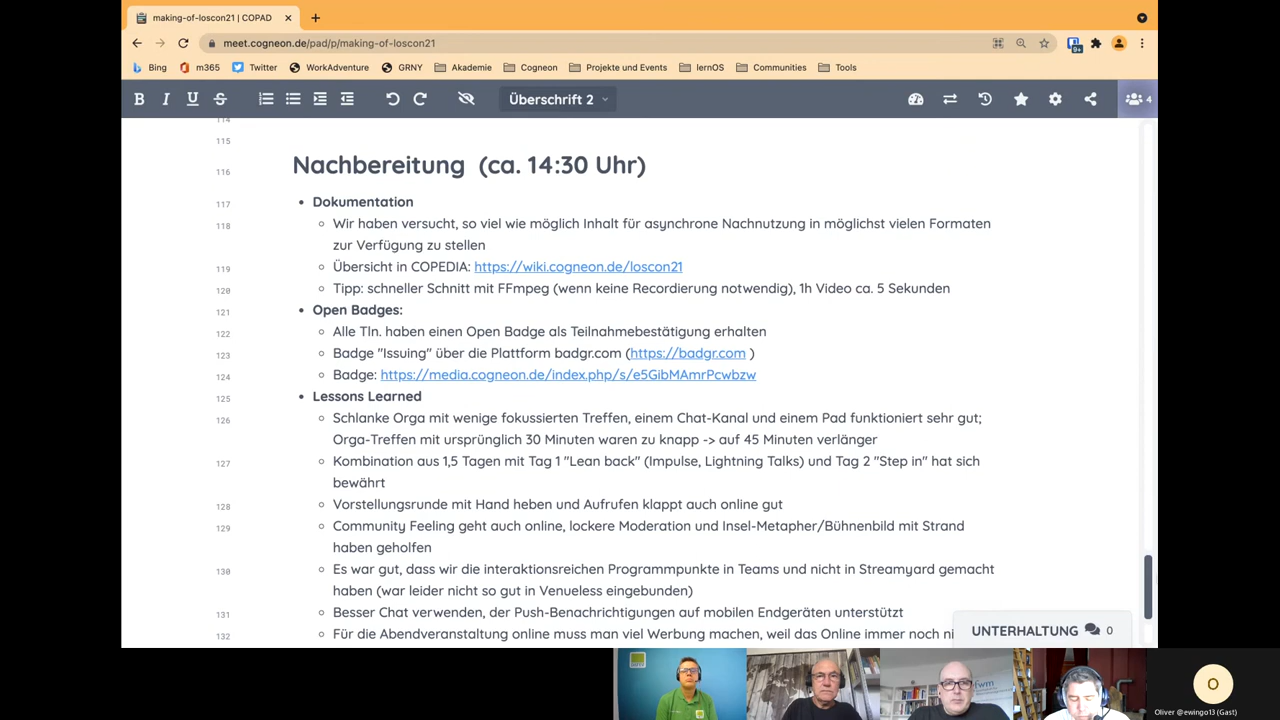 making-of-loscon21 | COPAD
meet.cogneon.de/pad/p/making-of-loscon21
9+
Bing m365 Twitter WorkAdventure GRNY Akademie Cogneon Projekte und Events lernOS Communities Tools
B I U S Überschrift 2 4
114
115
116 Nachbereitung (ca. 14:30 Uhr)
117 • Dokumentation
118 ◦ Wir haben versucht, so viel wie möglich Inhalt für asynchrone Nachnutzung in möglichst vielen Formaten
zur Verfügung zu stellen
119 ◦ Übersicht in COPEDIA: https://wiki.cogneon.de/loscon21
120 ◦ Tipp: schneller Schnitt mit FFmpeg (wenn keine Recordierung notwendig), 1h Video ca. 5 Sekunden
121 • Open Badges:
122 ◦ Alle Tln. haben einen Open Badge als Teilnahmebestätigung erhalten
123 ◦ Badge "Issuing" über die Plattform badgr.com (https://badgr.com )
124 ◦ Badge: https://media.cogneon.de/index.php/s/e5GibMAmrPcwbzw
125 • Lessons Learned
126 ◦ Schlanke Orga mit wenige fokussierten Treffen, einem Chat-Kanal und einem Pad funktioniert sehr gut;
Orga-Treffen mit ursprünglich 30 Minuten waren zu knapp -> auf 45 Minuten verlänger
127 ◦ Kombination aus 1,5 Tagen mit Tag 1 "Lean back" (Impulse, Lightning Talks) und Tag 2 "Step in" hat sich
bewährt
128 ◦ Vorstellungsrunde mit Hand heben und Aufrufen klappt auch online gut
129 ◦ Community Feeling geht auch online, lockere Moderation und Insel-Metapher/Bühnenbild mit Strand
haben geholfen
130 ◦ Es war gut, dass wir die interaktionsreichen Programmpunkte in Teams und nicht in Streamyard gemacht
haben (war leider nicht so gut in Venueless eingebunden)
131 ◦ Besser Chat verwenden, der Push-Benachrichtigungen auf mobilen Endgeräten unterstützt
132 ◦ Für die Abendveranstaltung online muss man viel Werbung machen, weil das Online immer noch ni
UNTERHALTUNG 0
fwm
O
Oliver @ewingo13 (Gast)